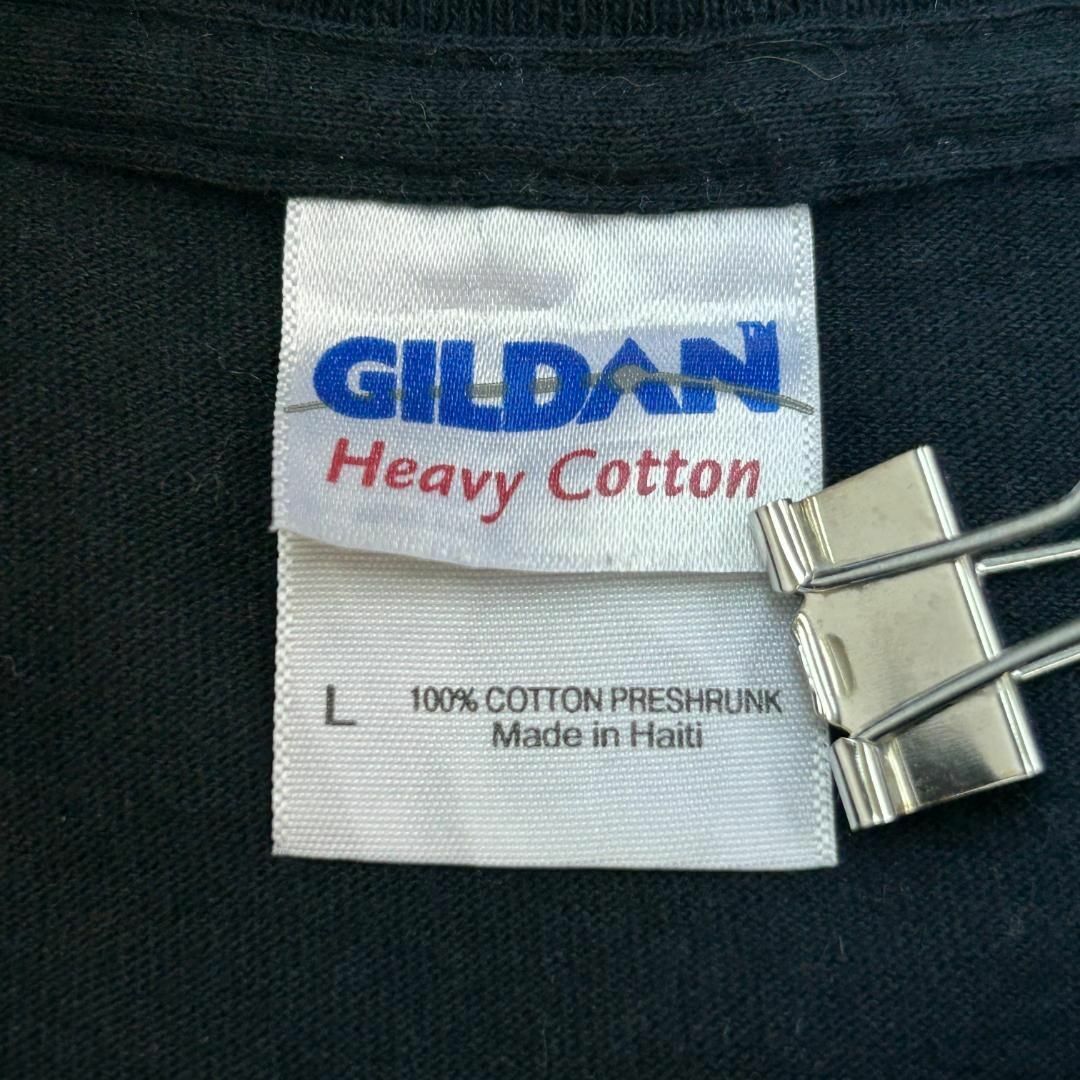 GILDAN™
Heavy Cotton
L 100% COTTON PRESHRUNK
Made in Haiti